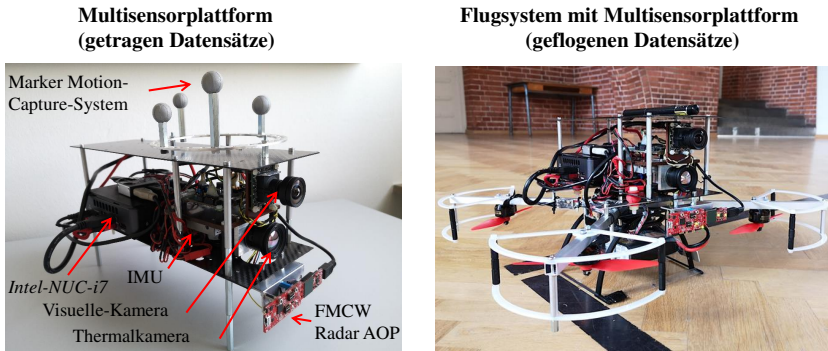 Multisensorplattform
(getragen Datensätze)
Flugsystem mit Multisensorplattform
(geflogenen Datensätze)
Marker Motion-
Capture-System
Intel-NUC-i7
IMU
Visuelle-Kamera
Thermalkamera
FMCW
Radar AOP